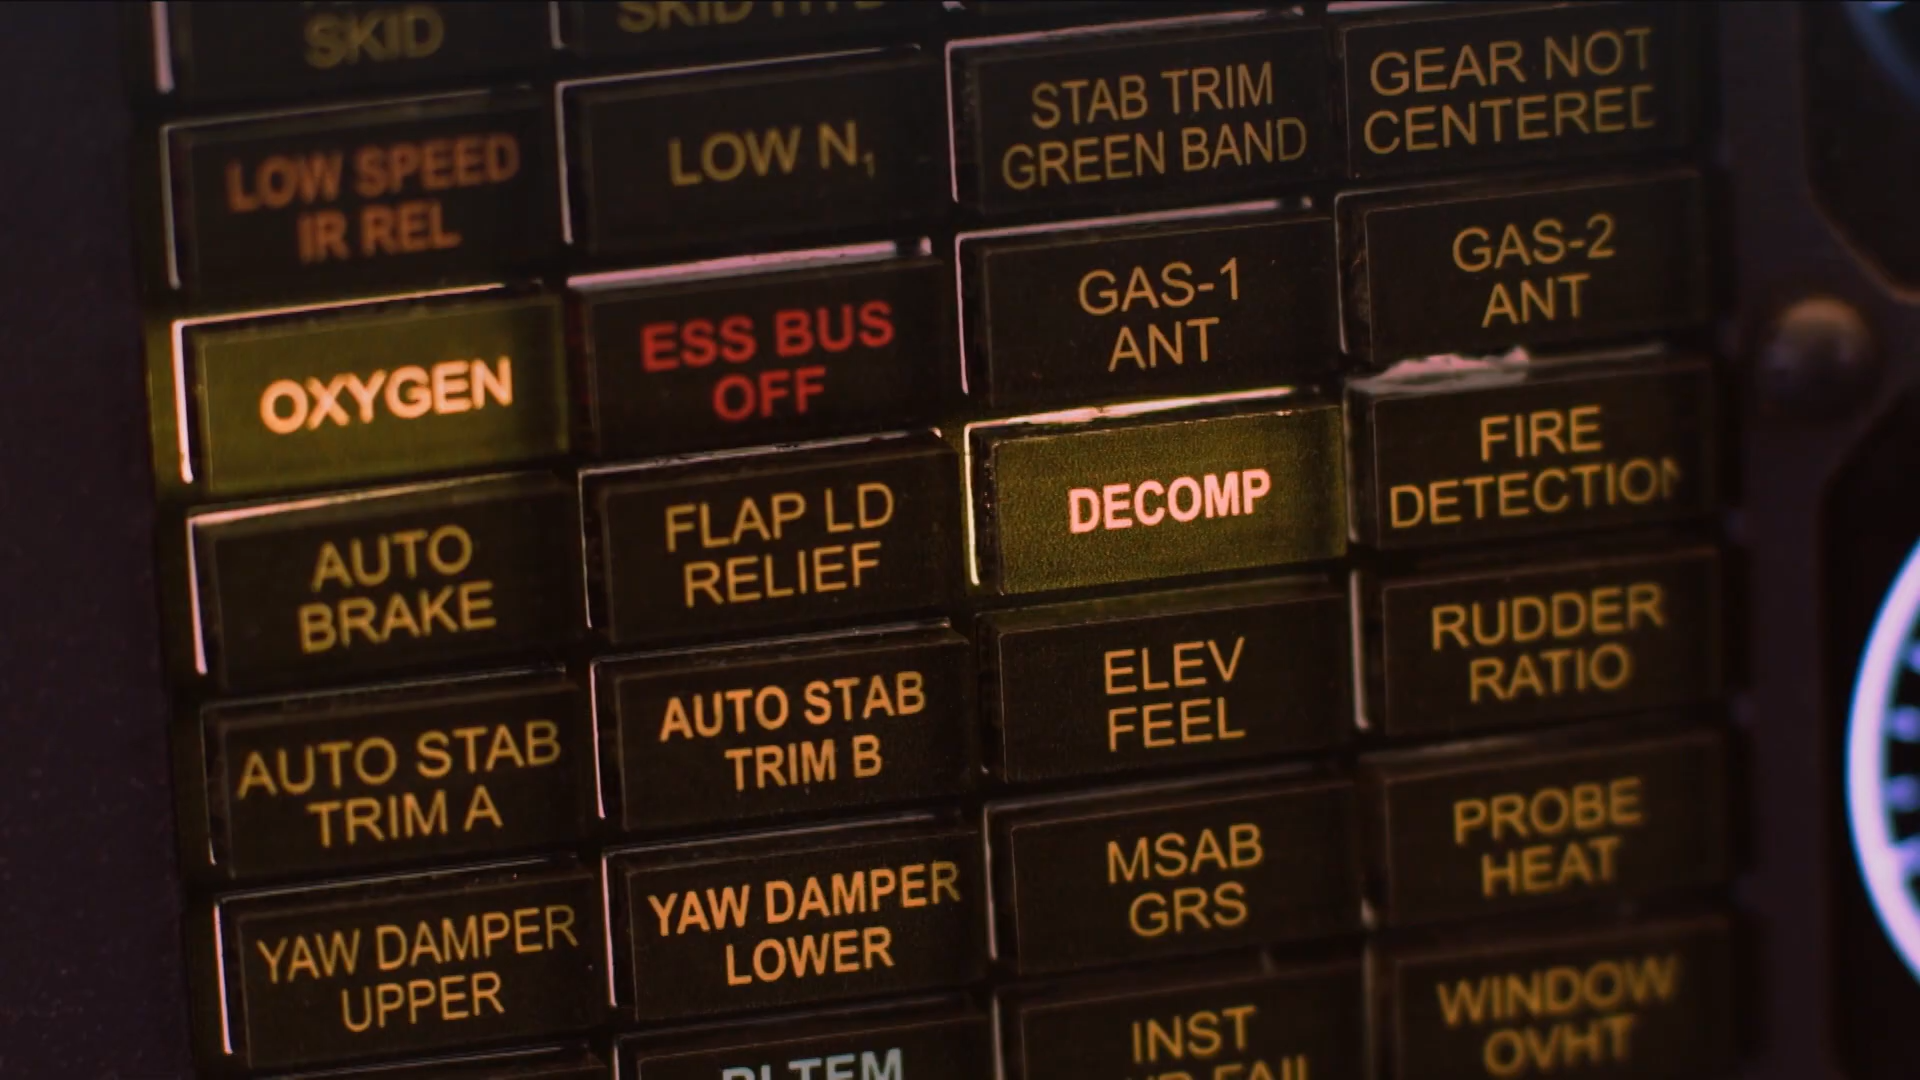 SKID
SKID
LOW SPEED
IR REL
LOW N1
STAB TRIM
GREEN BAND
GEAR NOT
CENTERED
OXYGEN
ESS BUS
OFF
GAS-1
ANT
GAS-2
ANT
AUTO
BRAKE
FLAP LD
RELIEF
DECOMP
FIRE
DETECTION
AUTO STAB
TRIM A
AUTO STAB
TRIM B
ELEV
FEEL
RUDDER
RATIO
YAW DAMPER
UPPER
YAW DAMPER
LOWER
MSAB
GRS
PROBE
HEAT
INST
FAIL
WINDOW
OVHT